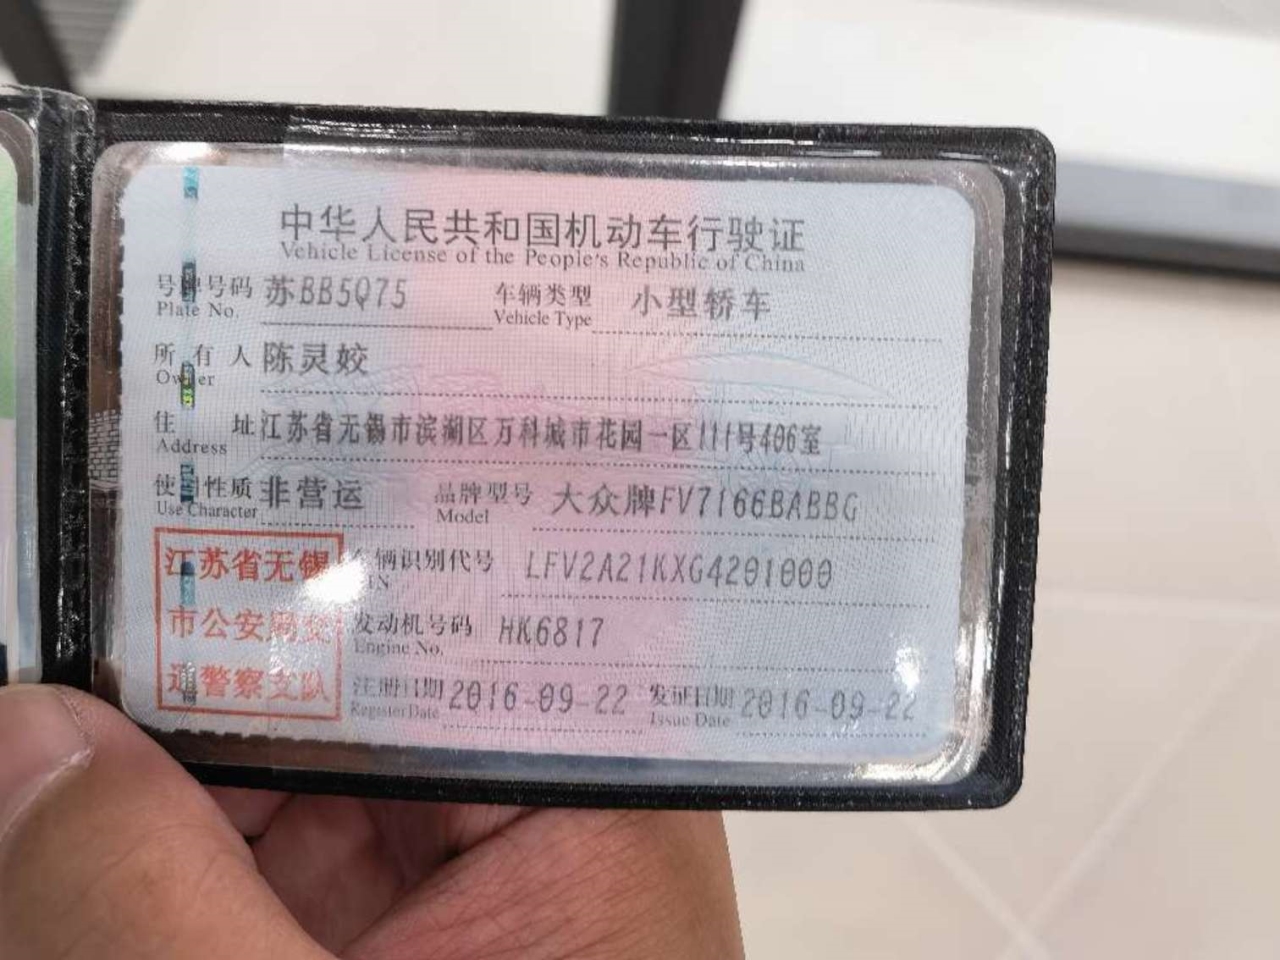 中华人民共和国机动车行驶证
Vehicle License of the People's Republic of China
号牌号码 苏BB5Q75 车辆类型 小型轿车
Plate No. Vehicle Type
所有人 陈灵姣
Owner
住址 江苏省无锡市滨湖区万科城市花园一区111号406室
Address
使用性质 非营运 品牌型号 大众牌FV7166BABBG
Use Character Model
江苏省无锡 车辆识别代号 LFV2A21KXG4201000
市公安局交 发动机号码 HK6817
Engine No.
通警察支队 注册日期 2016-09-22 发证日期 2016-09-22
Register Date Issue Date